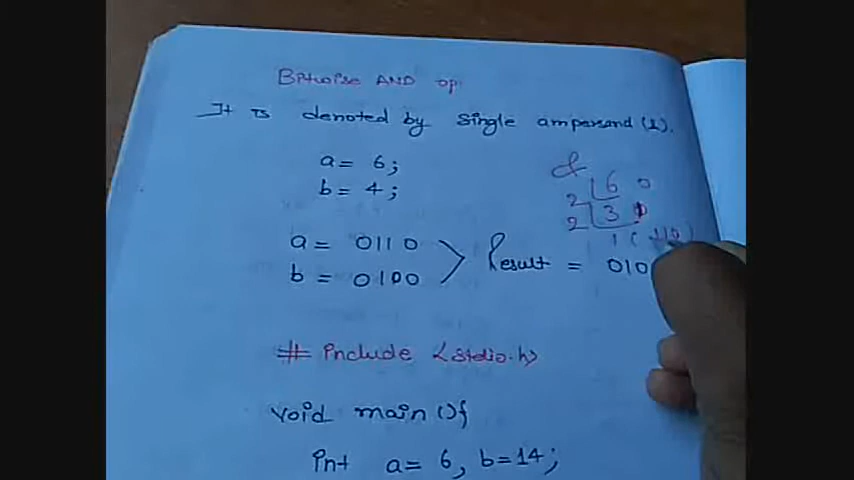 Bitwise AND op
It is denoted by single ampersand (&).
a = 6;
b = 4;
&
2 6 0
2 3 1
1 (110)
a = 0110
b = 0100
Result = 010
# include <stdio.h>
void main (){
int a= 6, b=14;